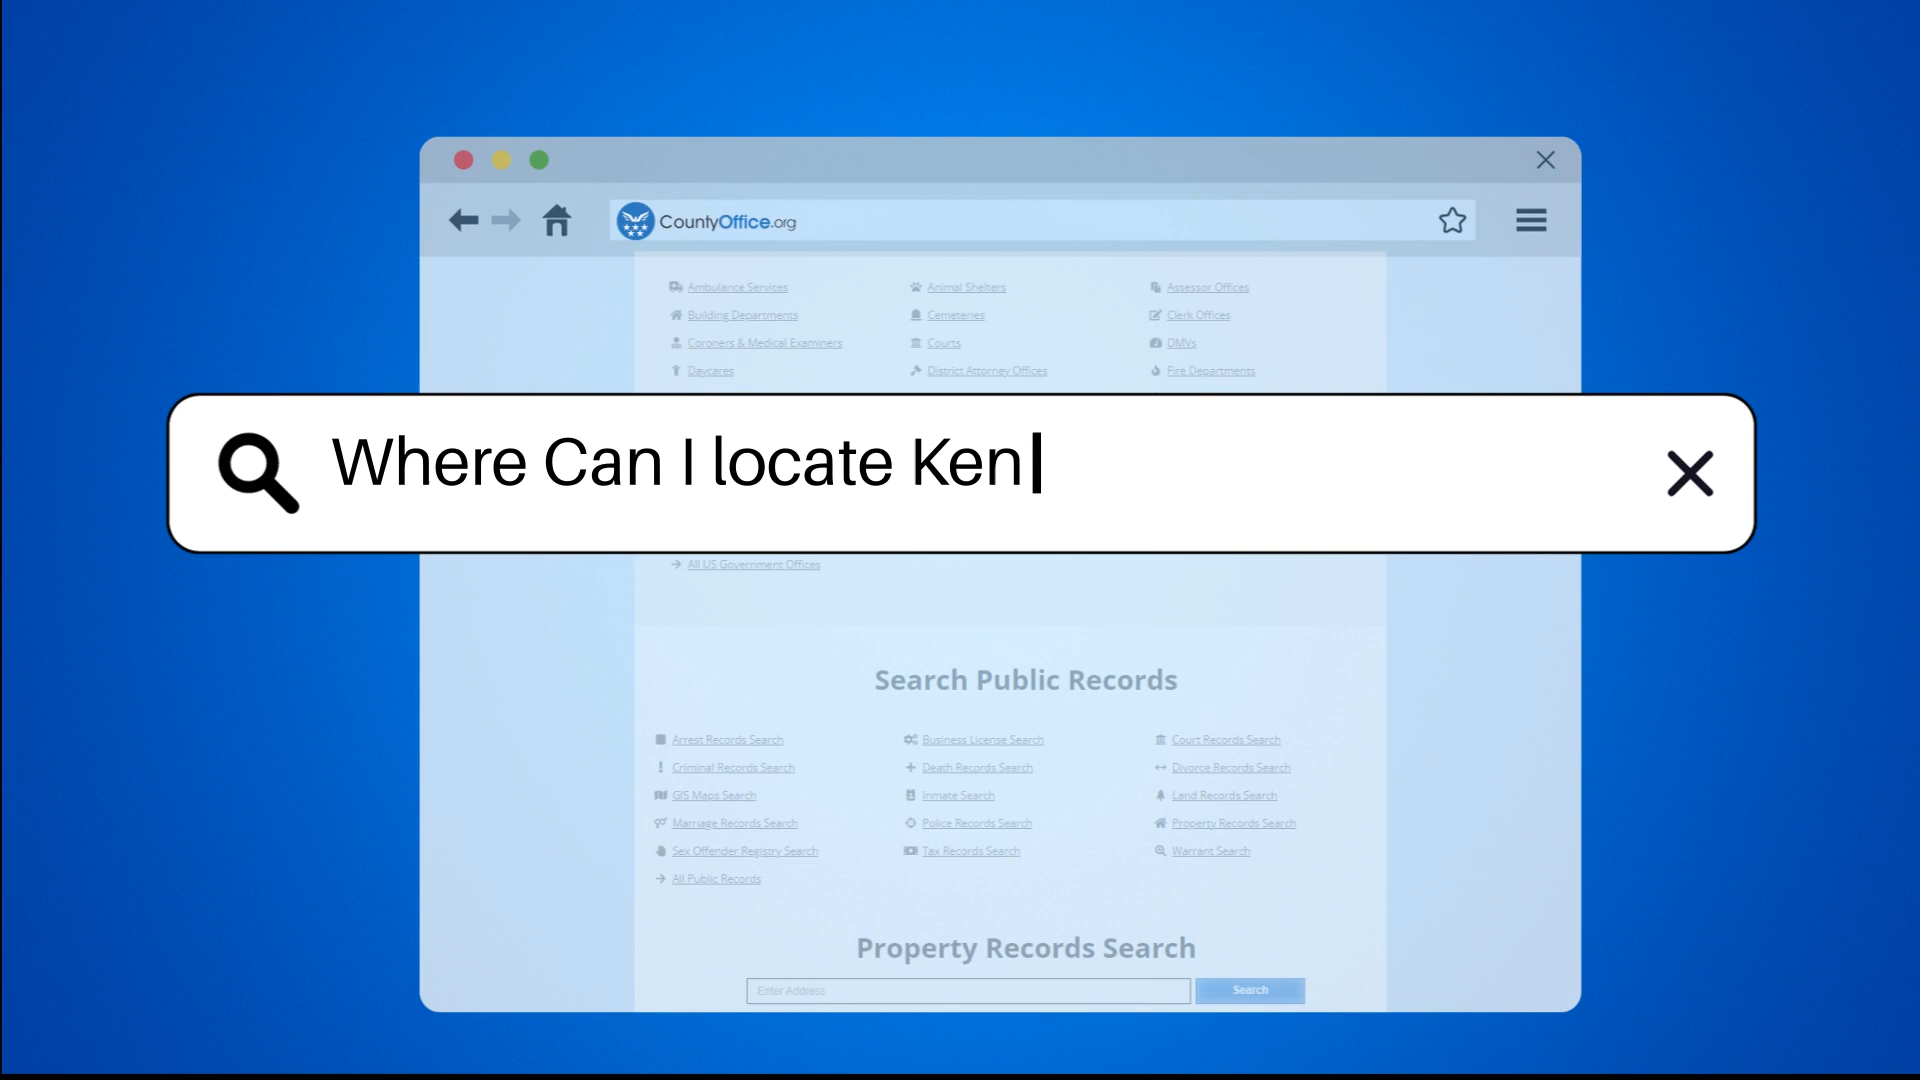 CountyOffice.org
Ambulance Services Animal Shelters Assessor Offices
Building Departments Cemeteries Clerk Offices
Coroners & Medical Examiners Courts DMVs
Daycares District Attorney Offices Fire Departments
Where Can I locate Ken
All US Government Offices
Search Public Records
Arrest Records Search Business License Search Court Records Search
Criminal Records Search Death Records Search Divorce Records Search
GIS Maps Search Inmate Search Land Records Search
Marriage Records Search Police Records Search Property Records Search
Sex Offender Registry Search Tax Records Search Warrant Search
All Public Records
Property Records Search
Enter Address Search